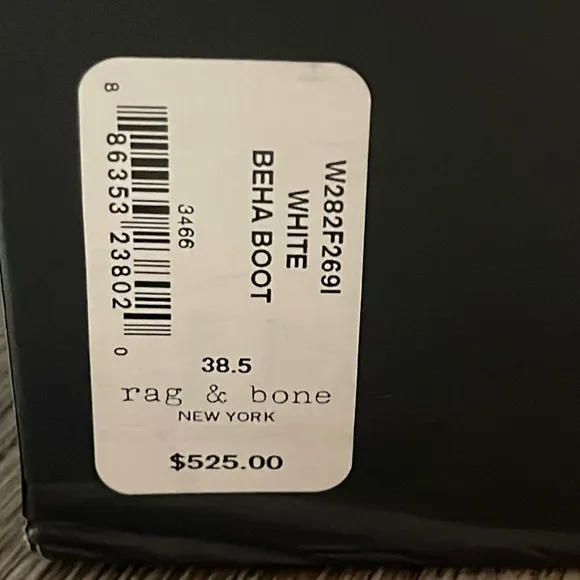 W282F269I
WHITE
BEHA BOOT
3466
8 86353 23802 0
38.5
rag & bone
NEW YORK
$525.00